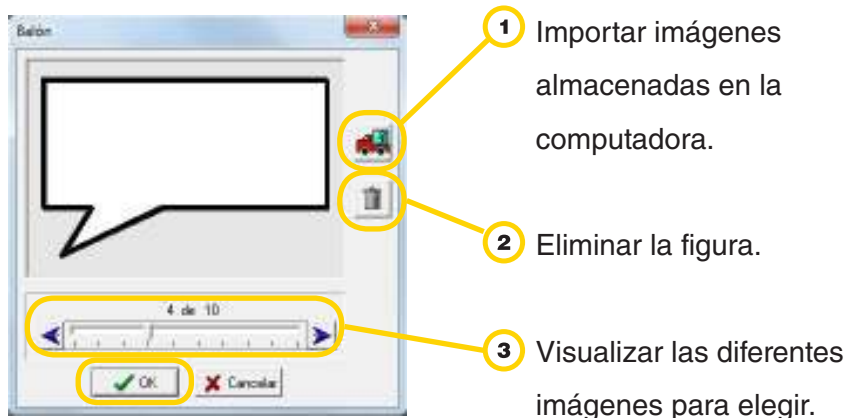 Balón
1 Importar imágenes
almacenadas en la
computadora.
2 Eliminar la figura.
4 de 10
3 Visualizar las diferentes
imágenes para elegir.
OK Cancelar